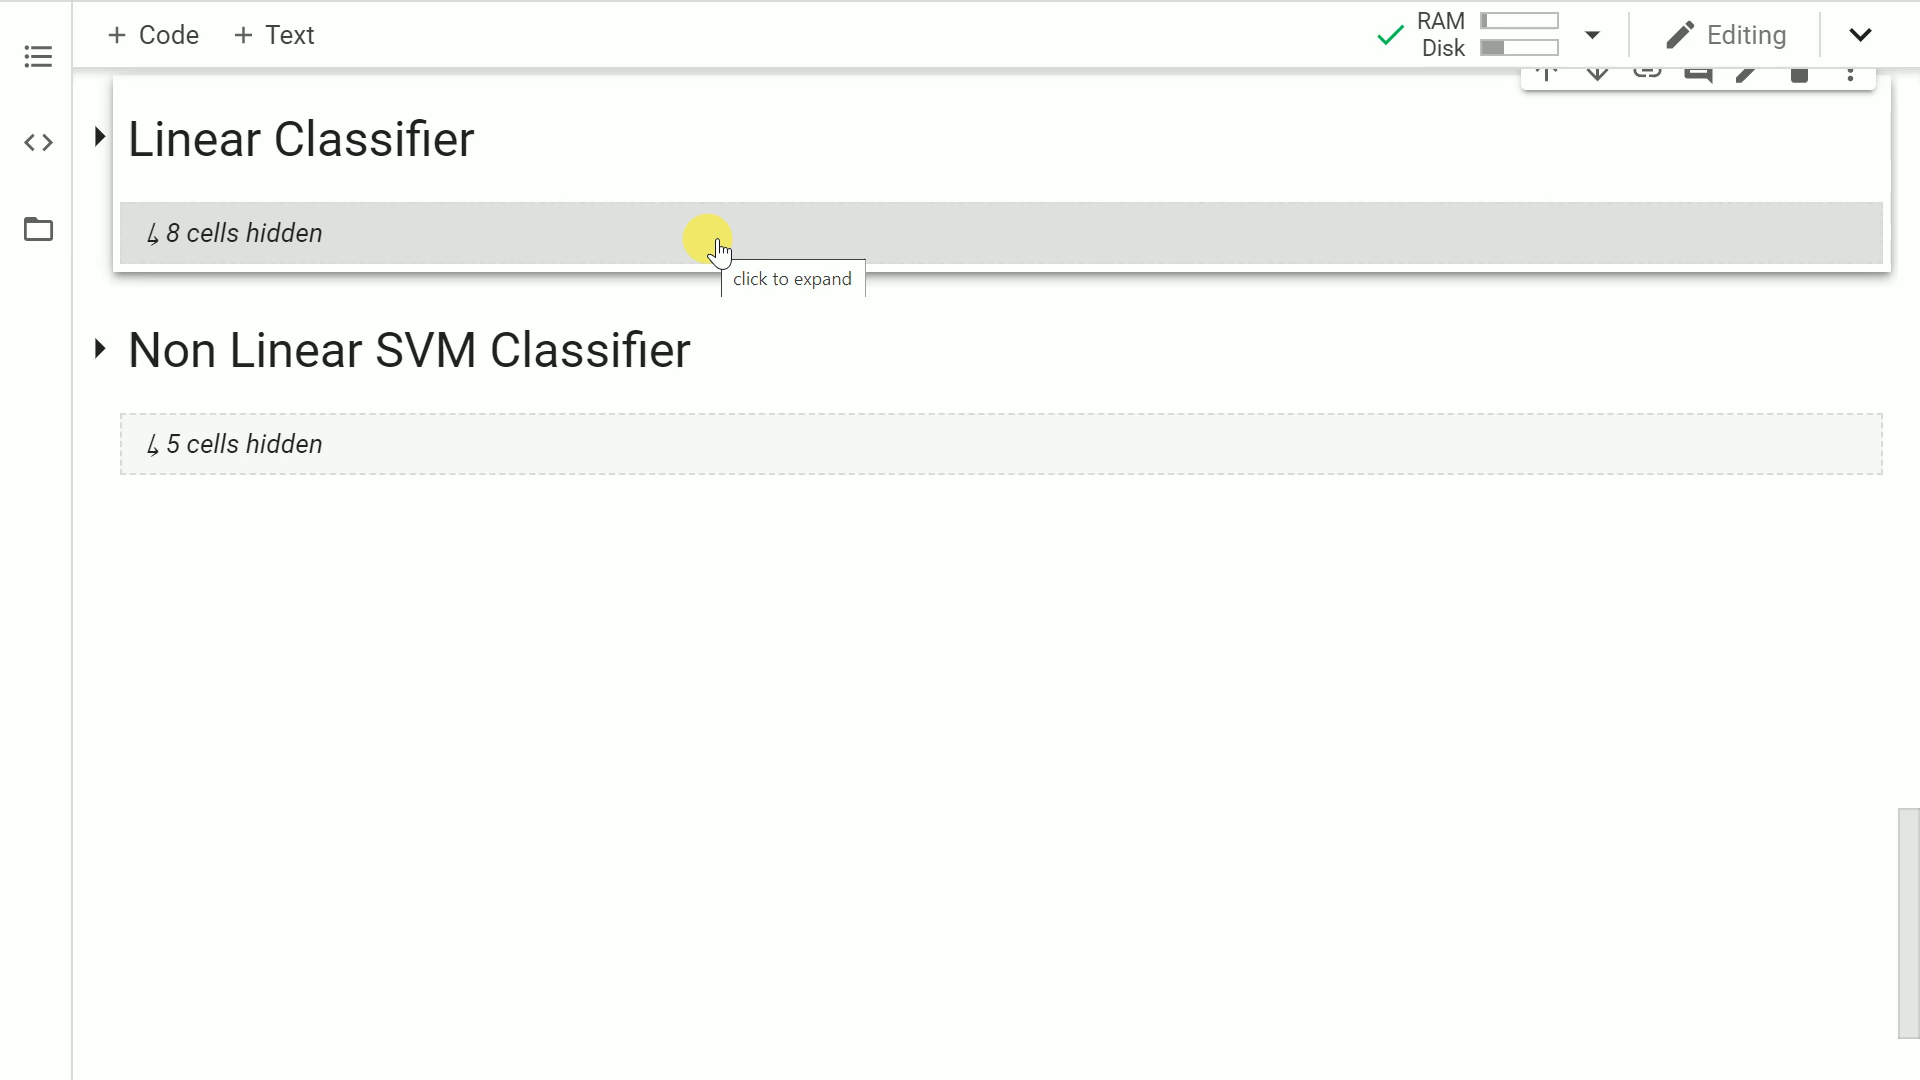 + Code + Text
RAM
Disk
Editing
Linear Classifier
8 cells hidden
click to expand
Non Linear SVM Classifier
5 cells hidden